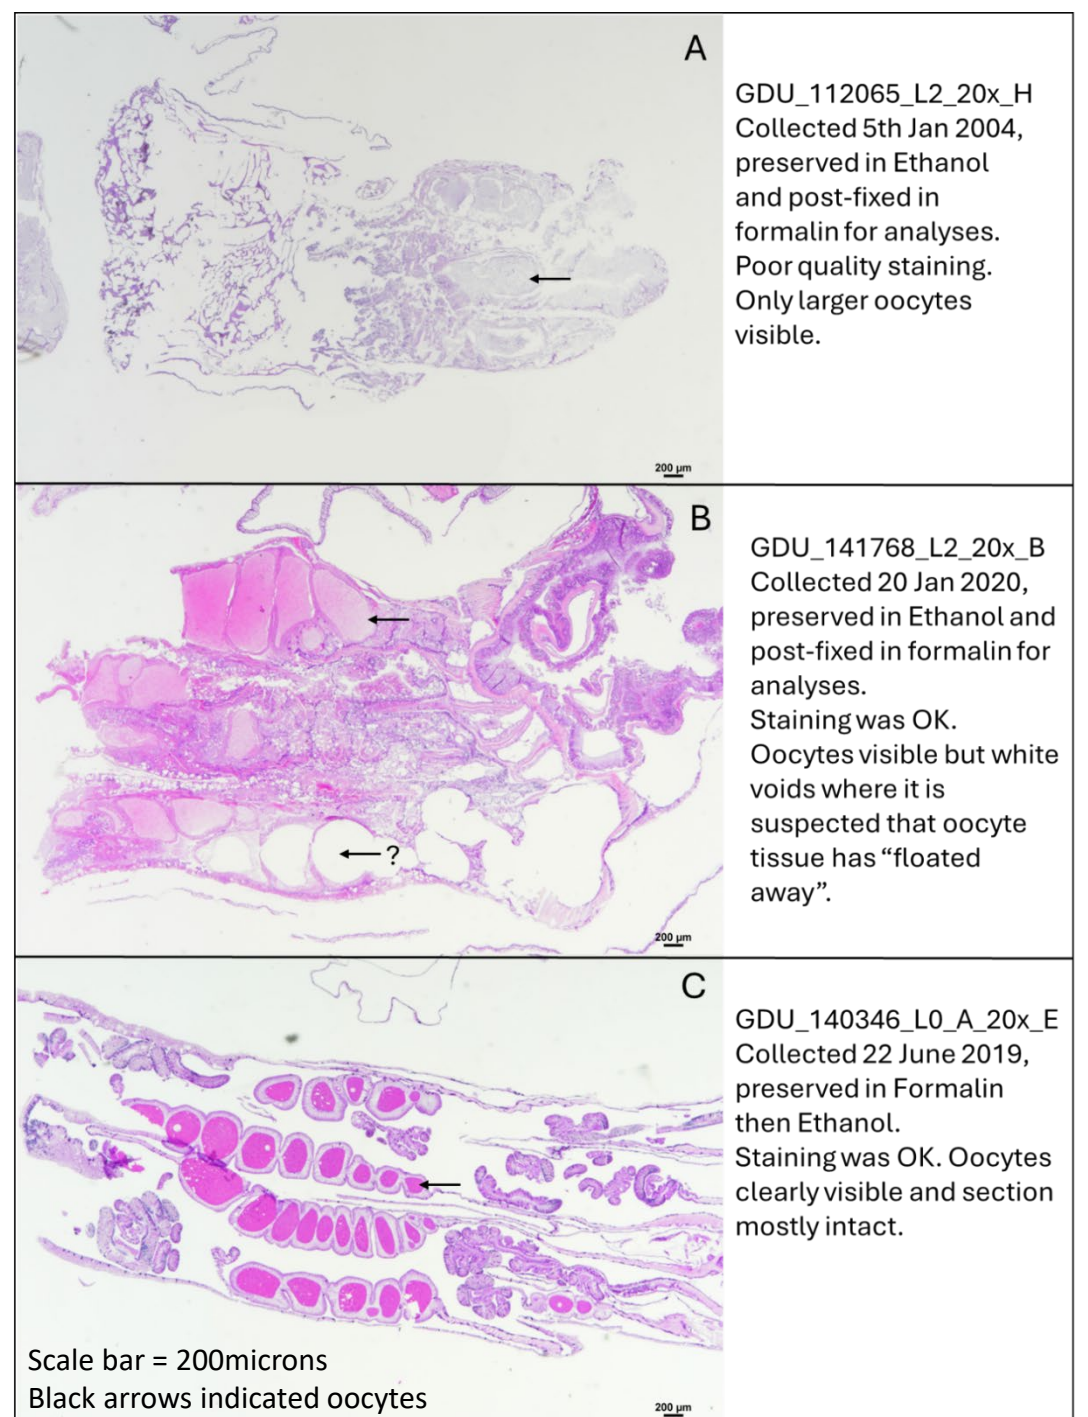 A
GDU_112065_L2_20x_H
Collected 5th Jan 2004,
preserved in Ethanol
and post-fixed in
formalin for analyses.
Poor quality staining.
Only larger oocytes
visible.
200 µm
B
GDU_141768_L2_20x_B
Collected 20 Jan 2020,
preserved in Ethanol and
post-fixed in formalin for
analyses.
Staining was OK.
Oocytes visible but white
voids where it is
suspected that oocyte
tissue has “floated
away”.
?
200 µm
C
GDU_140346_L0_A_20x_E
Collected 22 June 2019,
preserved in Formalin
then Ethanol.
Staining was OK. Oocytes
clearly visible and section
mostly intact.
Scale bar = 200microns
Black arrows indicated oocytes
200 µm